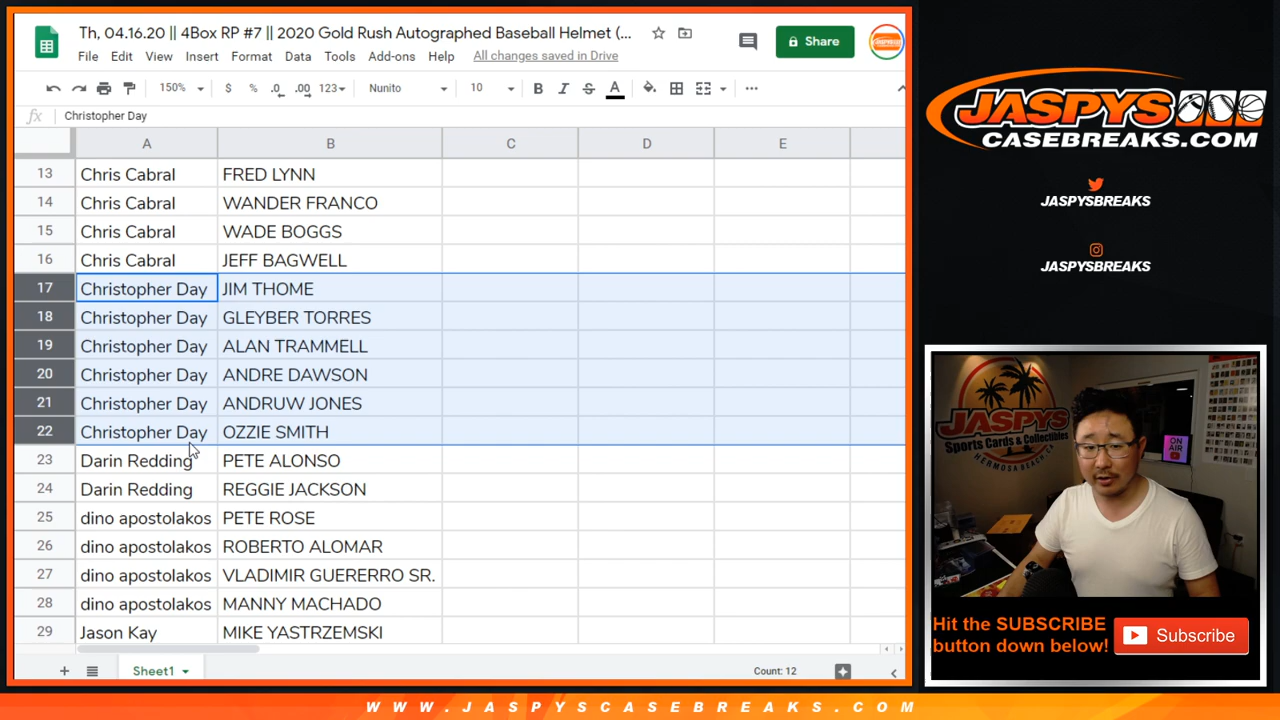 Th, 04.16.20 || 4Box RP #7 || 2020 Gold Rush Autographed Baseball Helmet (...
File Edit View Insert Format Data Tools Add-ons Help All changes saved in Drive
Share
150% $ % .0 .00 123 Nunito 10 B I S A
fx Christopher Day
A B C D E
13 Chris Cabral FRED LYNN
14 Chris Cabral WANDER FRANCO
15 Chris Cabral WADE BOGGS
16 Chris Cabral JEFF BAGWELL
17 Christopher Day JIM THOME
18 Christopher Day GLEYBER TORRES
19 Christopher Day ALAN TRAMMELL
20 Christopher Day ANDRE DAWSON
21 Christopher Day ANDRUW JONES
22 Christopher Day OZZIE SMITH
23 Darin Redding PETE ALONSO
24 Darin Redding REGGIE JACKSON
25 dino apostolakos PETE ROSE
26 dino apostolakos ROBERTO ALOMAR
27 dino apostolakos VLADIMIR GUERERRO SR.
28 dino apostolakos MANNY MACHADO
29 Jason Kay MIKE YASTRZEMSKI
Sheet1
Count: 12
JASPYS
CASEBREAKS.COM
JASPYSBREAKS
JASPYSBREAKS
JASPYS
Sports Cards & Collectibles
HERMOSA BEACH, CA
ON AIR
Hit the SUBSCRIBE
button down below!
Subscribe
WWW.JASPYSCASEBREAKS.COM